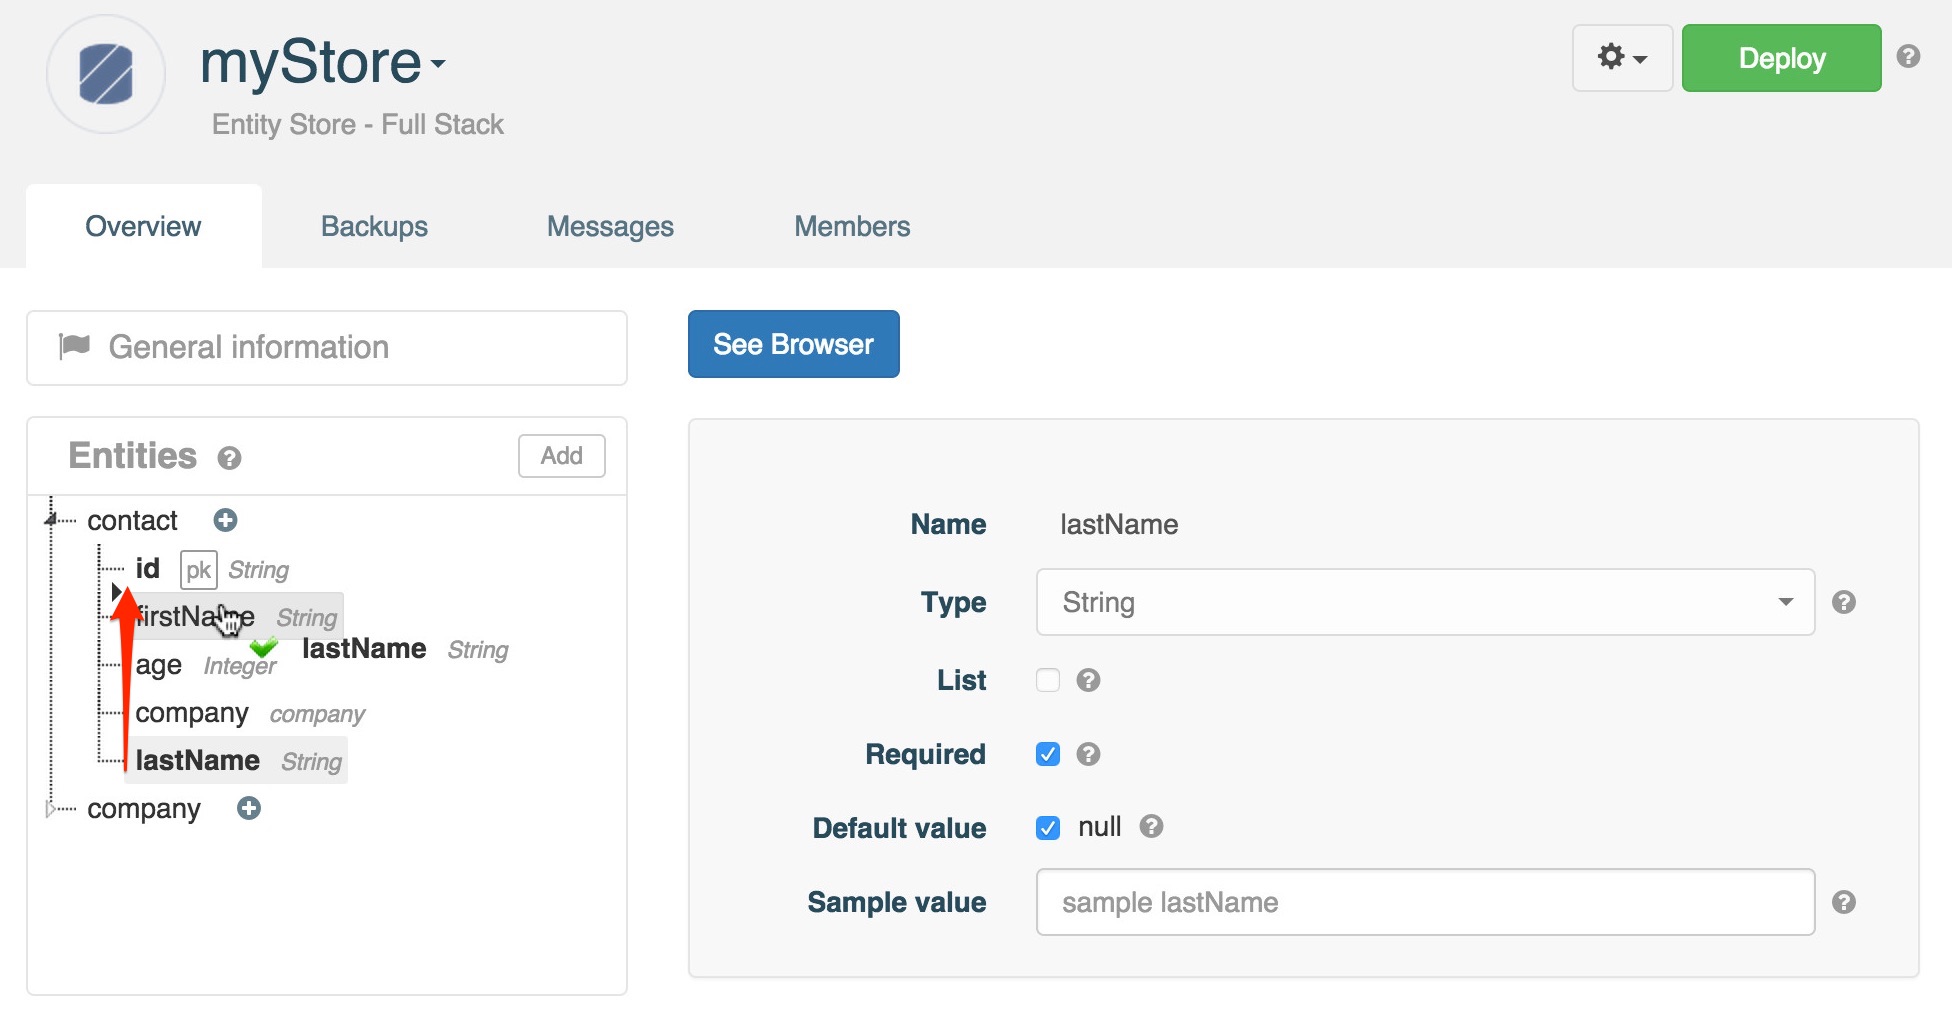 myStore
Deploy
Entity Store - Full Stack
Overview Backups Messages Members
General information
See Browser
Entities
Add
contact
id pk String
firstName String
lastName String
age Integer
company company
lastName String
company
Name lastName
Type String
List
Required
Default value null
Sample value sample lastName